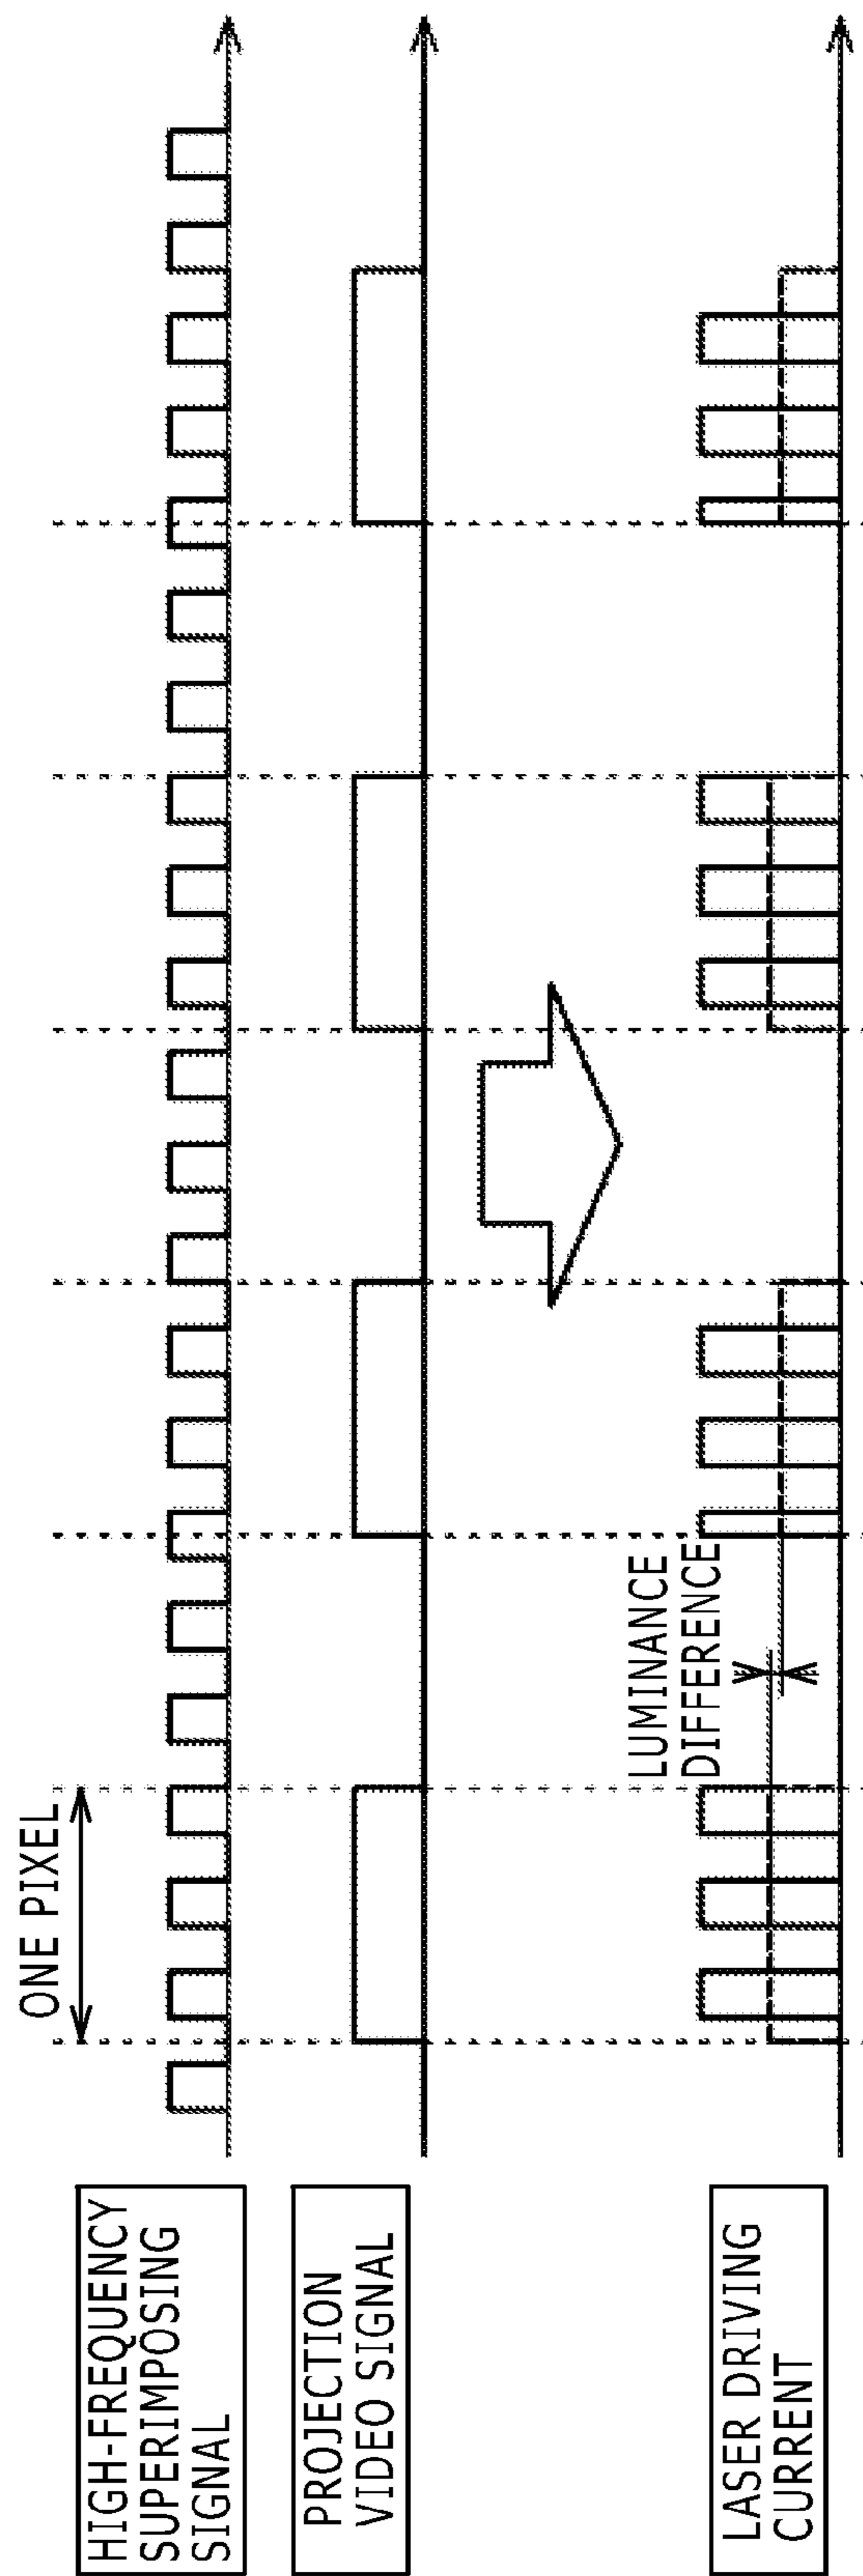 ONE PIXEL
HIGH-FREQUENCY
SUPERIMPOSING
SIGNAL
PROJECTION
VIDEO SIGNAL
LUMINANCE
DIFFERENCE
LASER DRIVING
CURRENT